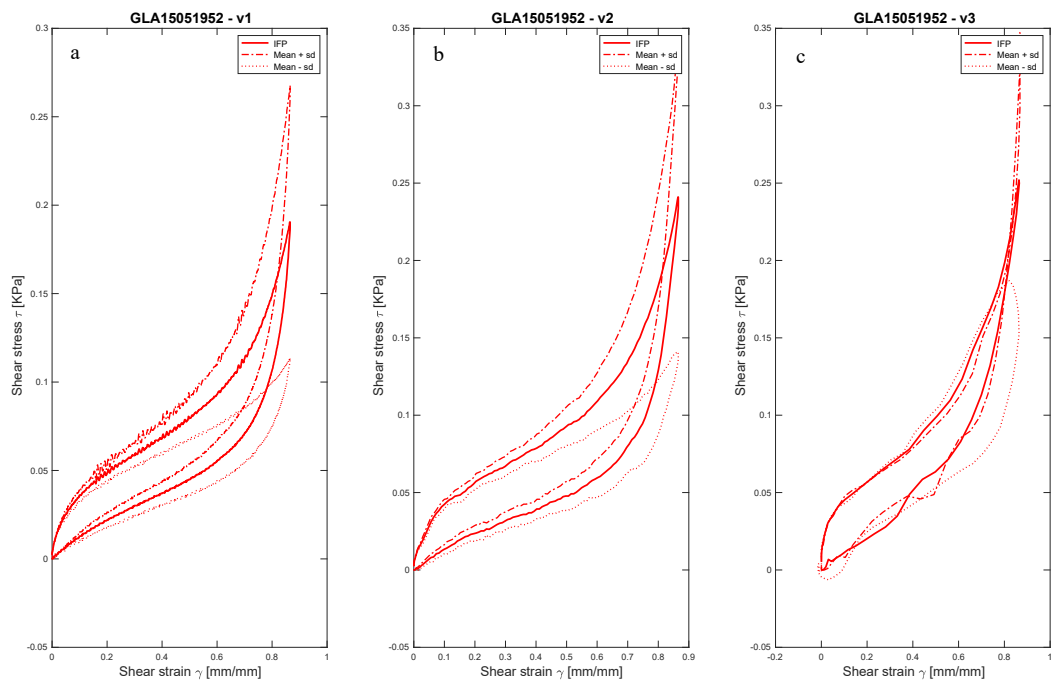 GLA15051952 - v1
a
IFP
Mean + sd
Mean - sd
0.3
0.25
0.2
0.15
0.1
0.05
0
-0.05
Shear stress τ [KPa]
0 0.2 0.4 0.6 0.8 1
Shear strain γ [mm/mm]
GLA15051952 - v2
b
IFP
Mean + sd
Mean - sd
0.35
0.3
0.25
0.2
0.15
0.1
0.05
0
-0.05
Shear stress τ [KPa]
0 0.1 0.2 0.3 0.4 0.5 0.6 0.7 0.8 0.9
Shear strain γ [mm/mm]
GLA15051952 - v3
c
IFP
Mean + sd
Mean - sd
0.35
0.3
0.25
0.2
0.15
0.1
0.05
0
-0.05
Shear stress τ [KPa]
-0.2 0 0.2 0.4 0.6 0.8 1
Shear strain γ [mm/mm]